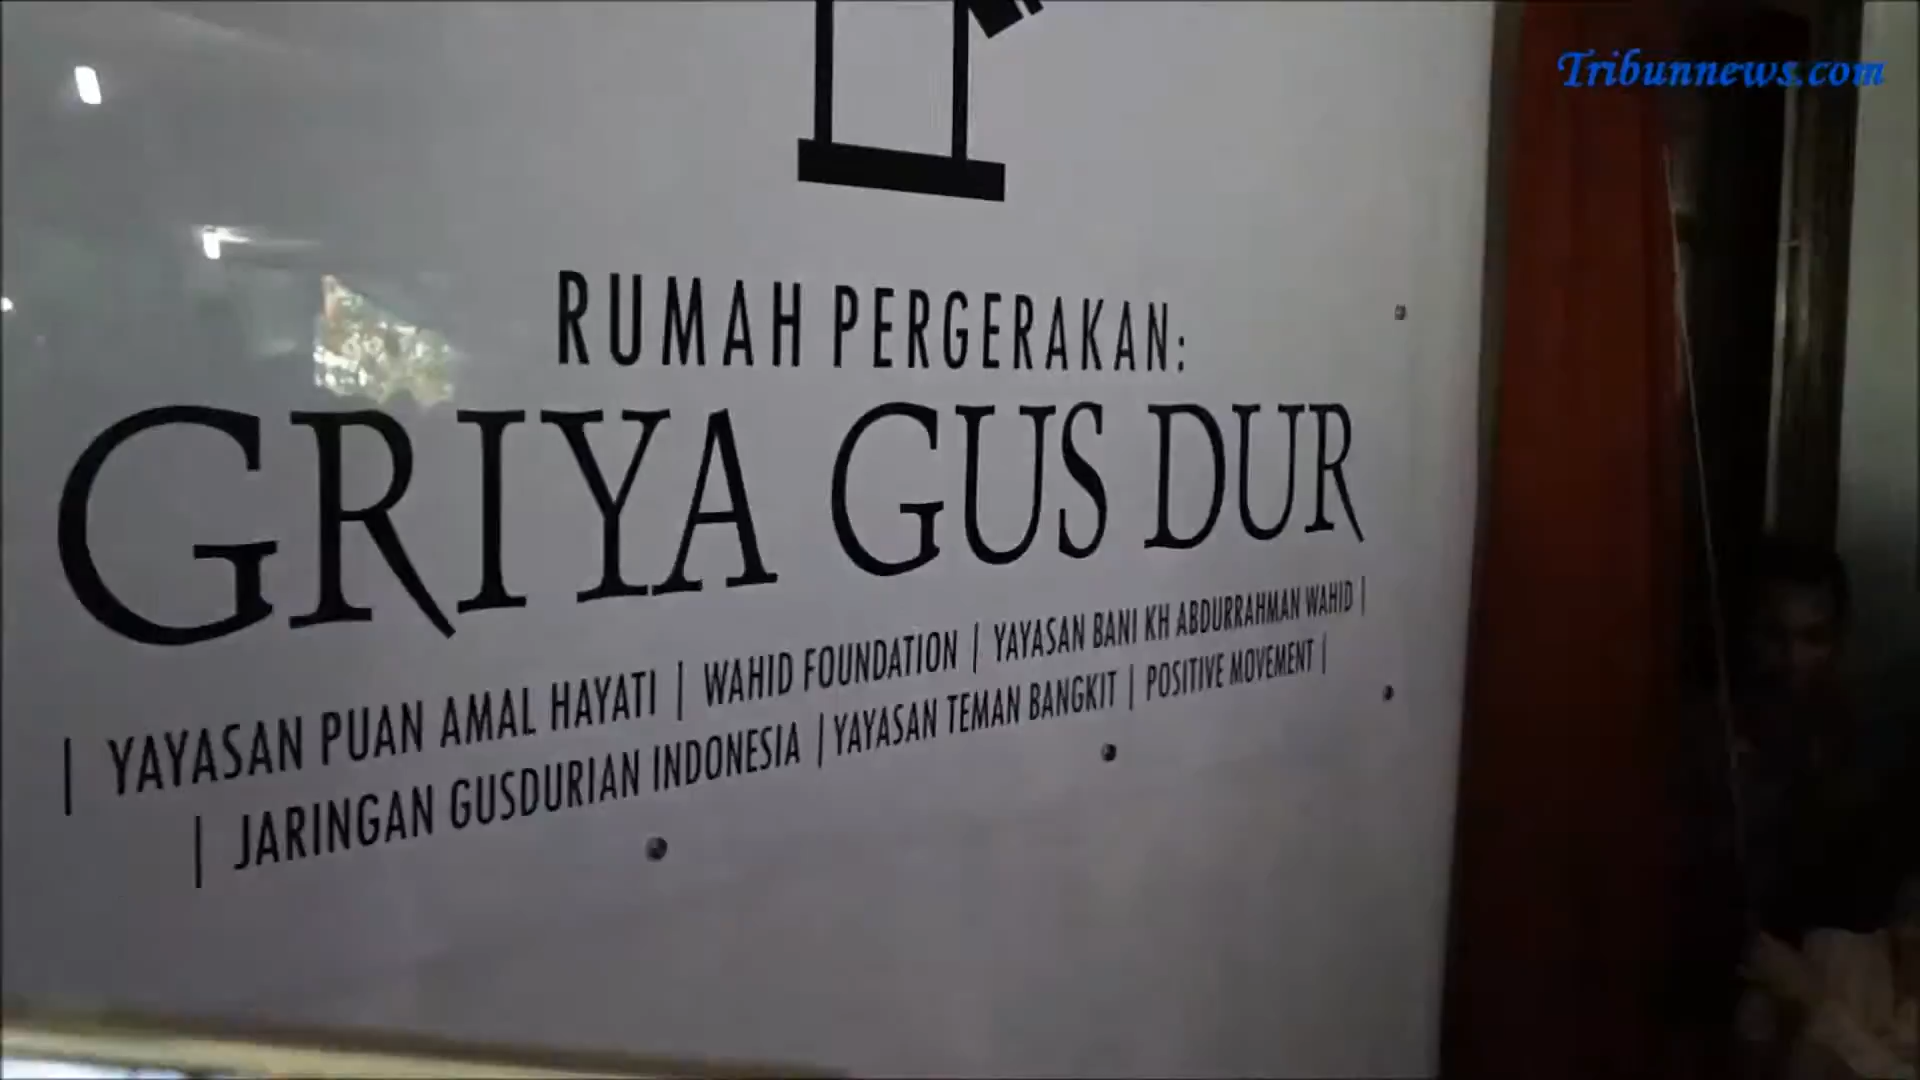 Tribunnews.com
RUMAH PERGERAKAN:
GRIYA GUS DUR
| YAYASAN PUAN AMAL HAYATI | WAHID FOUNDATION | YAYASAN BANI KH ABDURRAHMAN WAHID |
| JARINGAN GUSDURIAN INDONESIA | YAYASAN TEMAN BANGKIT | POSITIVE MOVEMENT |